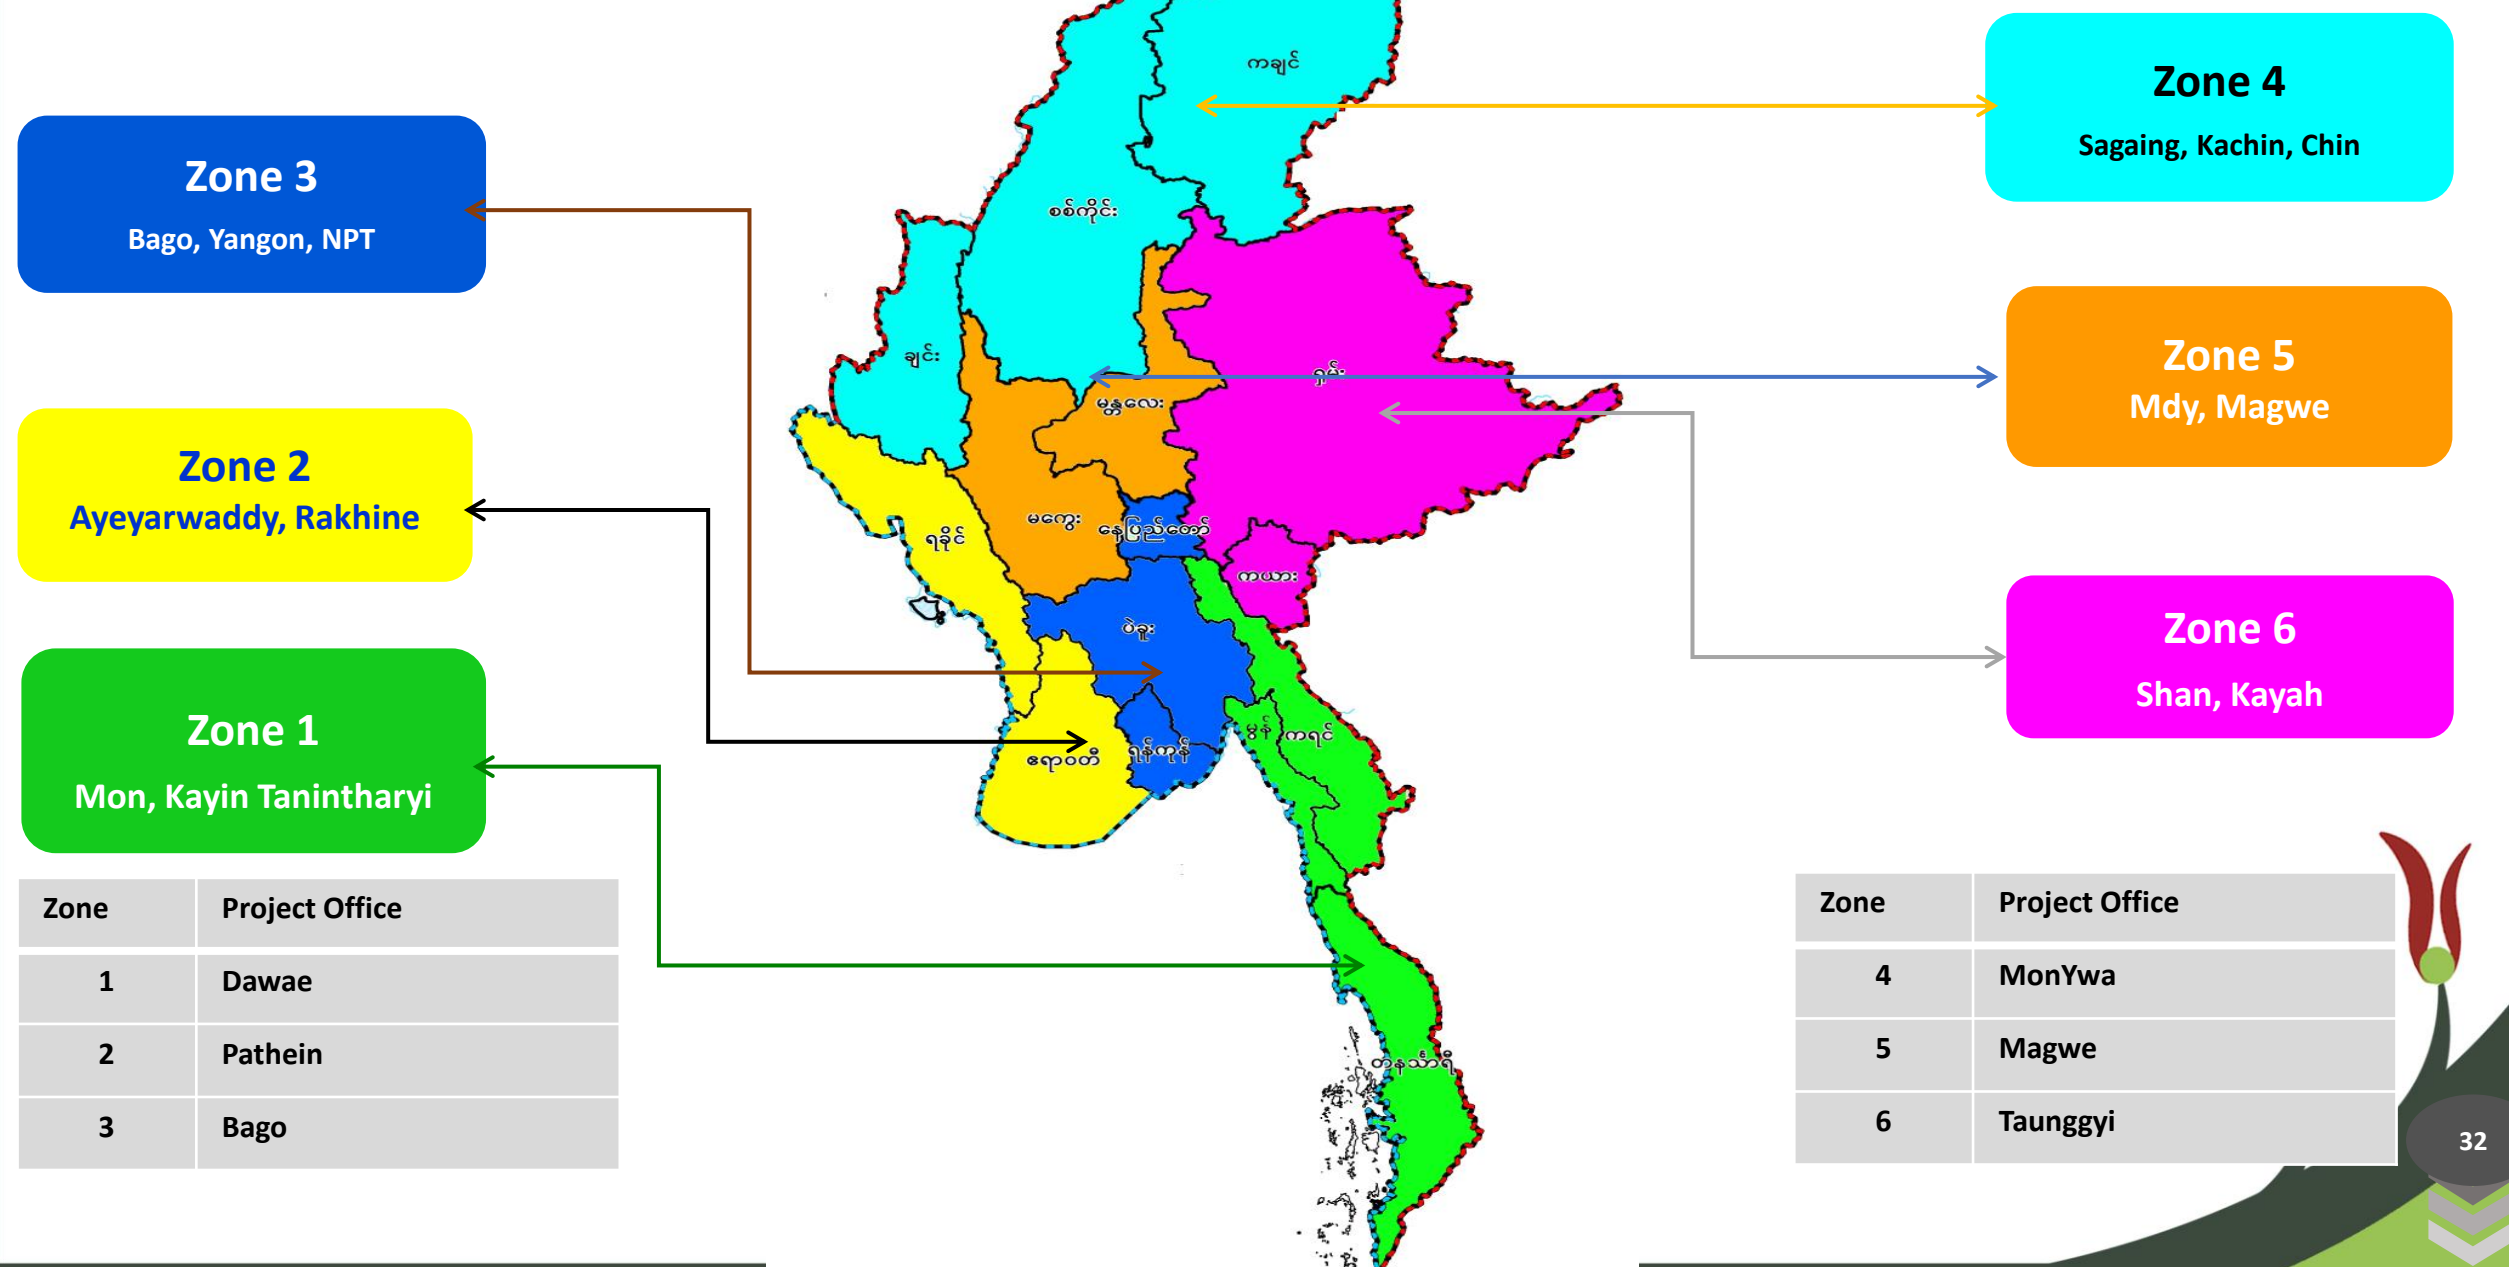 Zone 3
Bago, Yangon, NPT
Zone 2
Ayeyarwaddy, Rakhine
Zone 1
Mon, Kayin Tanintharyi
Zone Project Office
1 Dawae
2 Pathein
3 Bago
ကချင်
စစ်ကိုင်း
ချင်း
ရှမ်း
မန္တလေး
မကွေး
နေပြည်တော်
ရခိုင်
ကယား
ပဲခူး
မွန်
ကရင်
ဧရာဝတီ
ရန်ကုန်
တနင်္သာရီ
Zone 4
Sagaing, Kachin, Chin
Zone 5
Mdy, Magwe
Zone 6
Shan, Kayah
Zone Project Office
4 MonYwa
5 Magwe
6 Taunggyi
32